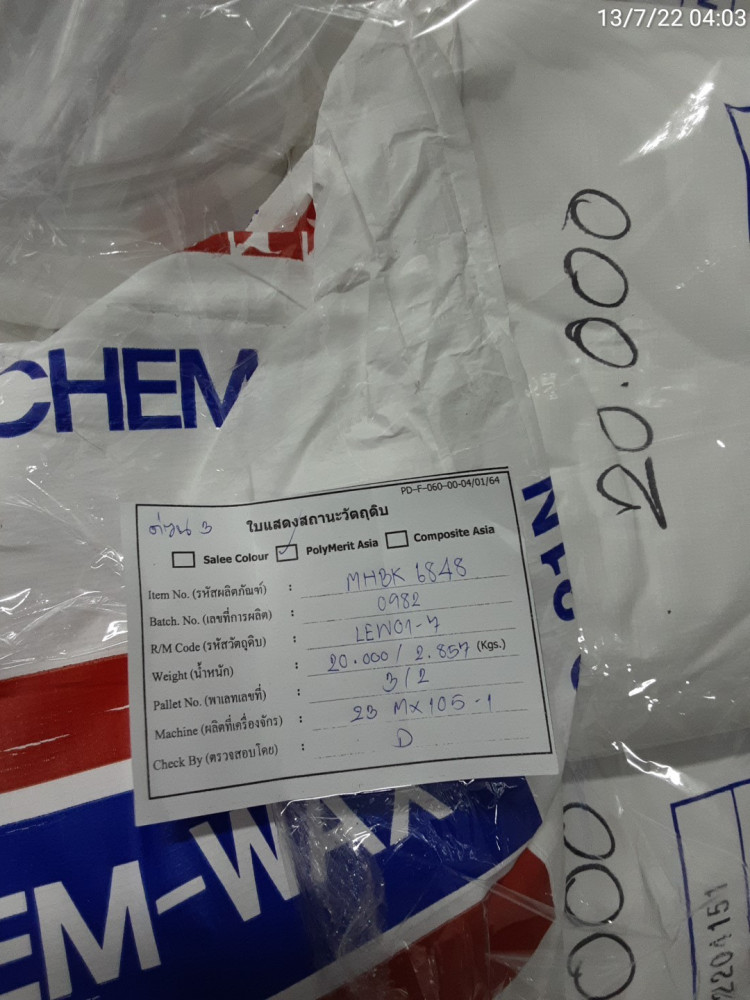 13/7/22 04:03
20.000
CHEM
PD-F-060-00-04/01/64
ด่วน 3
ใบแสดงสถานะวัตถุดิบ
Salee Colour
PolyMerit Asia
Composite Asia
Item No. (รหัสผลิตภัณฑ์) : MHBK 6848
Batch. No. (เลขที่การผลิต) : 0982
R/M Code (รหัสวัตถุดิบ) : LEW01-7
Weight (น้ำหนัก) : 20.000 / 2.857 (Kgs.)
Pallet No. (พาเลทเลขที่) : 3/2
Machine (ผลิตที่เครื่องจักร) : 23 MX105-1
Check By (ตรวจสอบโดย) : D
EM-WAX
000
2204151